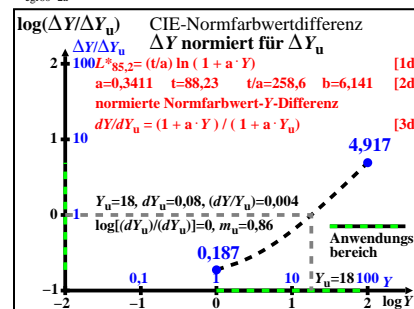 log(ΔY/ΔYu) CIE-Normfarbwertdifferenz
ΔY/ΔYu ΔY normiert für ΔYu
2 100 L*85,2=(t/a) ln ( 1 + a·Y ) [1d
a=0,3411 t=88,23 t/a=258,6 b=6,141 [2d
normierte Normfarbwert-Y-Differenz
1 10 dY/dYu = (1 + a·Y ) / ( 1 + a·Yu ) [3d
4,917
Yu=18, dYu=0,08, (dY/Yu)=0,004
0 1
log[(dYu)/(dYu)]=0, mu=0,86
0,187
Anwendungs-
bereich
0,1 1 10 Yu=18 100 Y
−1
−2 −1 0 1 2 log Y